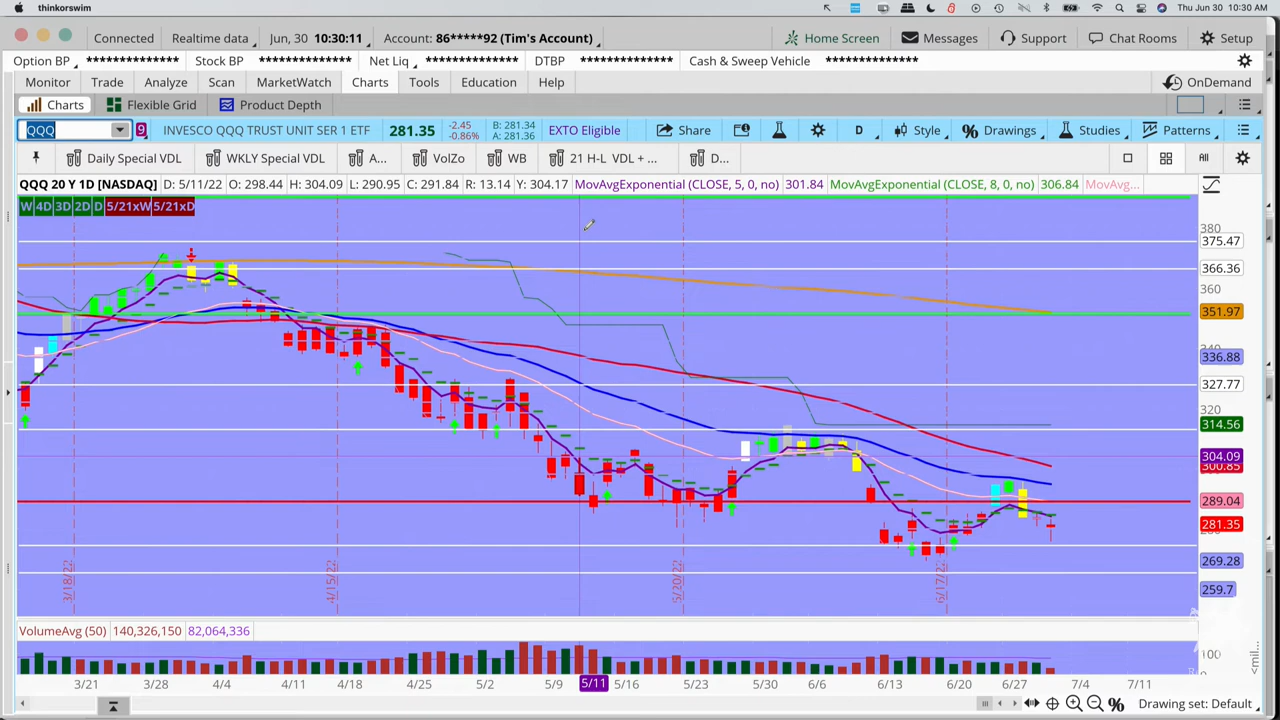 thinkorswim Thu Jun 30 10:30 AM
Connected Realtime data Jun, 30 10:30:11 Account: 86*****92 (Tim's Account) Home Screen Messages Support Chat Rooms Setup
Option BP ************** Stock BP ************** Net Liq ************** DTBP ************** Cash & Sweep Vehicle **************
Monitor Trade Analyze Scan MarketWatch Charts Tools Education Help OnDemand
Charts Flexible Grid Product Depth
QQQ 9 INVESCO QQQ TRUST UNIT SER 1 ETF 281.35 -2.45 -0.86% B: 281.34 A: 281.36 EXTO Eligible Share D Style % Drawings Studies Patterns
Daily Special VDL WKLY Special VDL A... VolZo WB 21 H-L VDL + ... D... All
QQQ 20 Y 1D [NASDAQ] D: 5/11/22 O: 298.44 H: 304.09 L: 290.95 C: 291.84 R: 13.14 Y: 304.17 MovAvgExponential (CLOSE, 5, 0, no) 301.84 MovAvgExponential (CLOSE, 8, 0, no) 306.84 MovAvg...
W 4D 3D 2D D 5/21xW 5/21xD
380
375.47
366.36
360
351.97
336.88
327.77
320
314.56
304.09
300.85
289.04
281.35
269.28
259.7
3/18/22 4/15/22 5/20/22 6/17/22
VolumeAvg (50) 140,326,150 82,064,336
100
<mil...
3/21 3/28 4/4 4/11 4/18 4/25 5/2 5/9 5/11 5/16 5/23 5/30 6/6 6/13 6/20 6/27 7/4 7/11
% Drawing set: Default